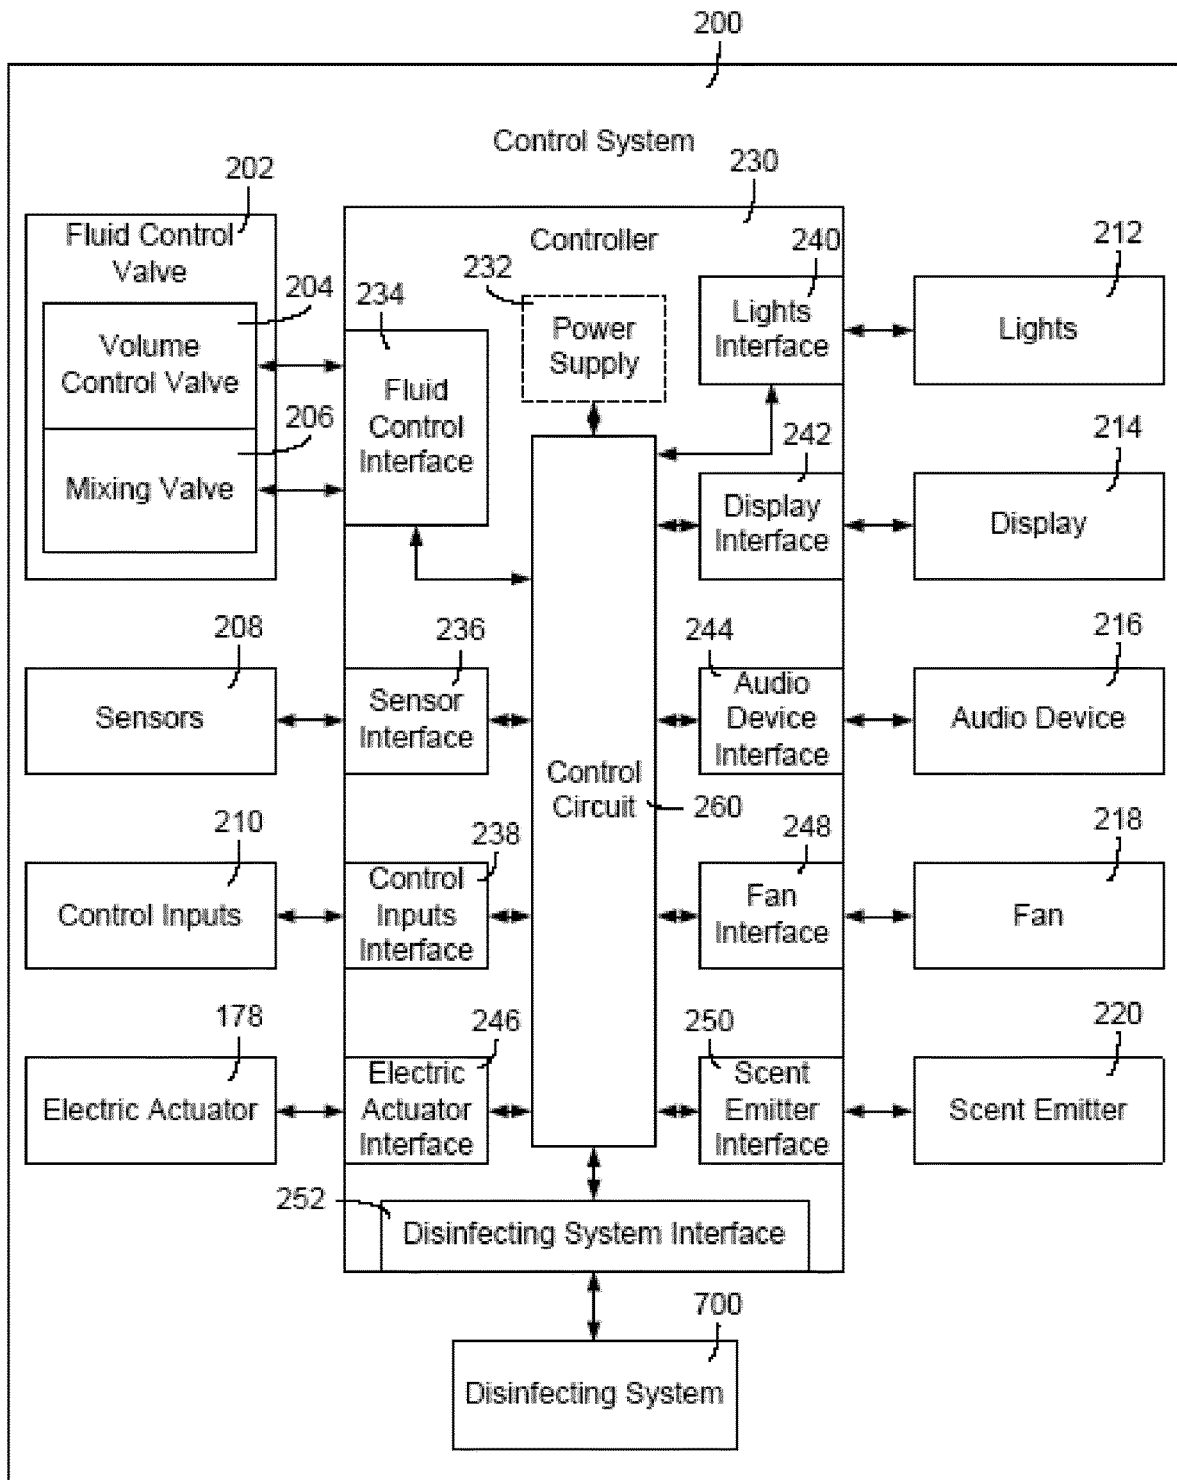 200
Control System
202
230
Fluid Control
Valve
Controller
240
212
232
204
234
Lights
Interface
Lights
Power
Supply
Volume
Control Valve
Fluid
Control
Interface
206
242
214
Mixing Valve
Display
Interface
Display
208
236
244
216
Sensors
Sensor
Interface
Audio
Device
Interface
Audio Device
Control
Circuit
260
210
238
248
218
Control Inputs
Control
Inputs
Interface
Fan
Interface
Fan
178
246
250
220
Electric Actuator
Electric
Actuator
Interface
Scent
Emitter
Interface
Scent Emitter
252
Disinfecting System Interface
700
Disinfecting System